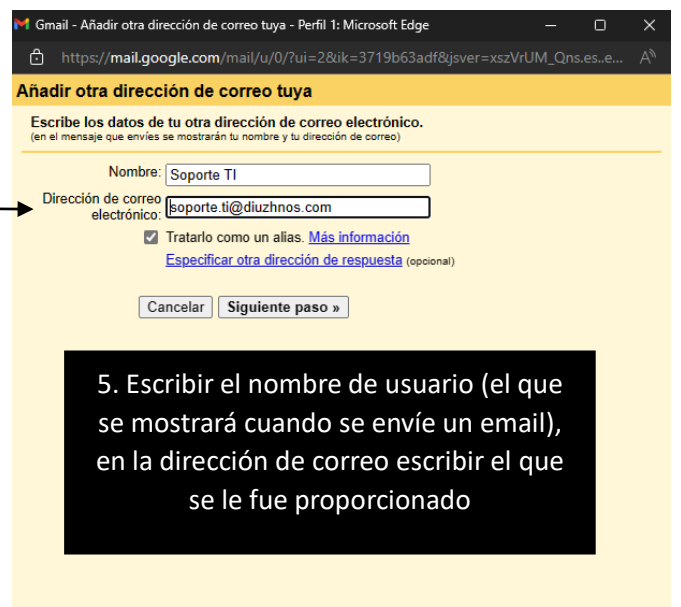 Gmail - Añadir otra dirección de correo tuya - Perfil 1: Microsoft Edge
https://mail.google.com/mail/u/0/?ui=2&ik=3719b63adf&jsver=xszVrUM_Qns.es..e...
Añadir otra dirección de correo tuya
Escribe los datos de tu otra dirección de correo electrónico.
(en el mensaje que envíes se mostrarán tu nombre y tu dirección de correo)
Nombre: Soporte TI
Dirección de correo
electrónico: soporte.ti@diuzhnos.com
Tratarlo como un alias. Más información
Especificar otra dirección de respuesta (opcional)
Cancelar Siguiente paso »
5. Escribir el nombre de usuario (el que
se mostrará cuando se envíe un email),
en la dirección de correo escribir el que
se le fue proporcionado